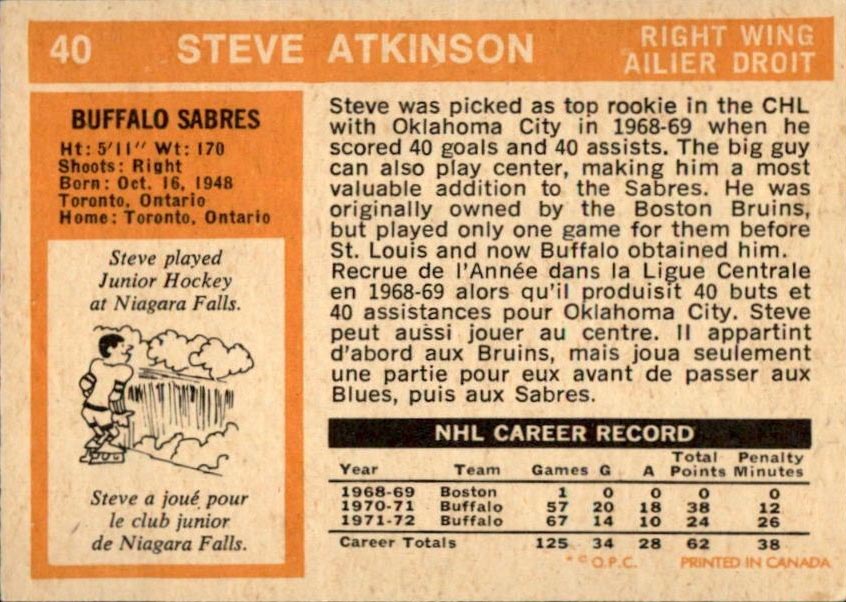 40 STEVE ATKINSON RIGHT WING
AILIER DROIT
BUFFALO SABRES
Ht: 5'11" Wt: 170
Shoots: Right
Born: Oct. 16, 1948
Toronto, Ontario
Home: Toronto, Ontario
Steve played
Junior Hockey
at Niagara Falls.
Steve a joué pour
le club junior
de Niagara Falls.
Steve was picked as top rookie in the CHL
with Oklahoma City in 1968-69 when he
scored 40 goals and 40 assists. The big guy
can also play center, making him a most
valuable addition to the Sabres. He was
originally owned by the Boston Bruins,
but played only one game for them before
St. Louis and now Buffalo obtained him.
Recrue de l'Année dans la Ligue Centrale
en 1968-69 alors qu'il produisit 40 buts et
40 assistances pour Oklahoma City. Steve
peut aussi jouer au centre. Il appartint
d'abord aux Bruins, mais joua seulement
une partie pour eux avant de passer aux
Blues, puis aux Sabres.
NHL CAREER RECORD
Year Team Games G A Total Points Penalty Minutes
1968-69 Boston 1 0 0 0 0
1970-71 Buffalo 57 20 18 38 12
1971-72 Buffalo 67 14 10 24 26
Career Totals 125 34 28 62 38
* © O.P.C. PRINTED IN CANADA